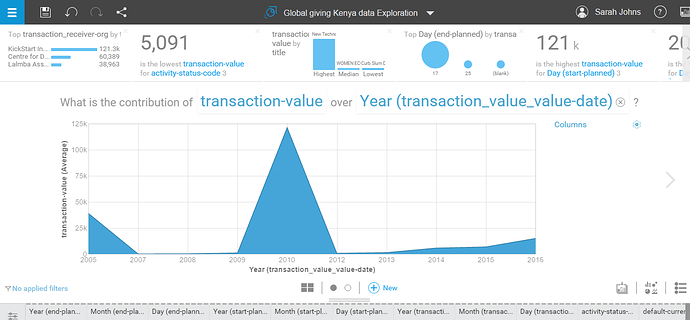 Global giving Kenya data Exploration
Sarah Johns
Top transaction_receiver-org by t
KickStart In... 121.3k
Centre for D... 60,389
Lalmba Ass... 38,963
5,091
is the lowest transaction-value
for activity-status-code 3
transaction-
value by
title
New Techno
WOMEN EC Curb Slum D
Highest Median Lowest
Top Day (end-planned) by transa
17 25 (blank)
121 k
is the highest transaction-value
for Day (start-planned) 3
is the
for ac
What is the contribution of transaction-value over Year (transaction_value_value-date) ?
Columns
transaction-value (Average)
125k
100k
75k
50k
25k
0
2005 2007 2008 2009 2010 2012 2013 2014 2015 2016
Year (transaction_value_value-date)
No applied filters
New
Year (end-plan... Month (end-pla... Day (end-plann... Year (start-plan... Month (start-pl... Day (start-plan... Year (transacti... Month (transac... Day (transactio... activity-status-... default-curren